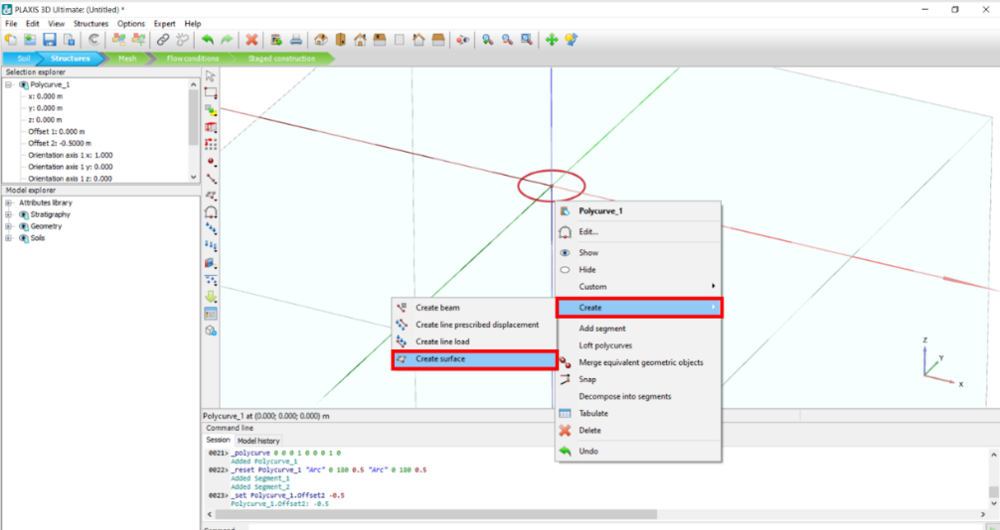 PLAXIS 3D Ultimate: (Untitled) *
File Edit View Structures Options Expert Help
Soil Structures Mesh Flow conditions Staged construction
Selection explorer
Polycurve_1
x: 0.000 m
y: 0.000 m
z: 0.000 m
Offset 1: 0.000 m
Offset 2: -0.5000 m
Orientation axis 1 x: 1.000
Orientation axis 1 y: 0.000
Orientation axis 1 z: 0.000
Model explorer
Attributes library
Stratigraphy
Geometry
Soils
Polycurve_1
Edit...
Show
Hide
Custom
Create
Add segment
Loft polycurves
Merge equivalent geometric objects
Snap
Decompose into segments
Tabulate
Delete
Undo
Create beam
Create line prescribed displacement
Create line load
Create surface
Z
Y
X
Polycurve_1 at (0.000; 0.000; 0.000) m
Command line
Session Model history
0021> _polycurve 0 0 0 1 0 0 0 1 0
Added Polycurve_1
0022> _reset Polycurve_1 "Arc" 0 180 0.5 "Arc" 0 180 0.5
Added Segment_1
Added Segment_2
0023> _set Polycurve_1.Offset2 -0.5
Polycurve_1.Offset2: -0.5
Command